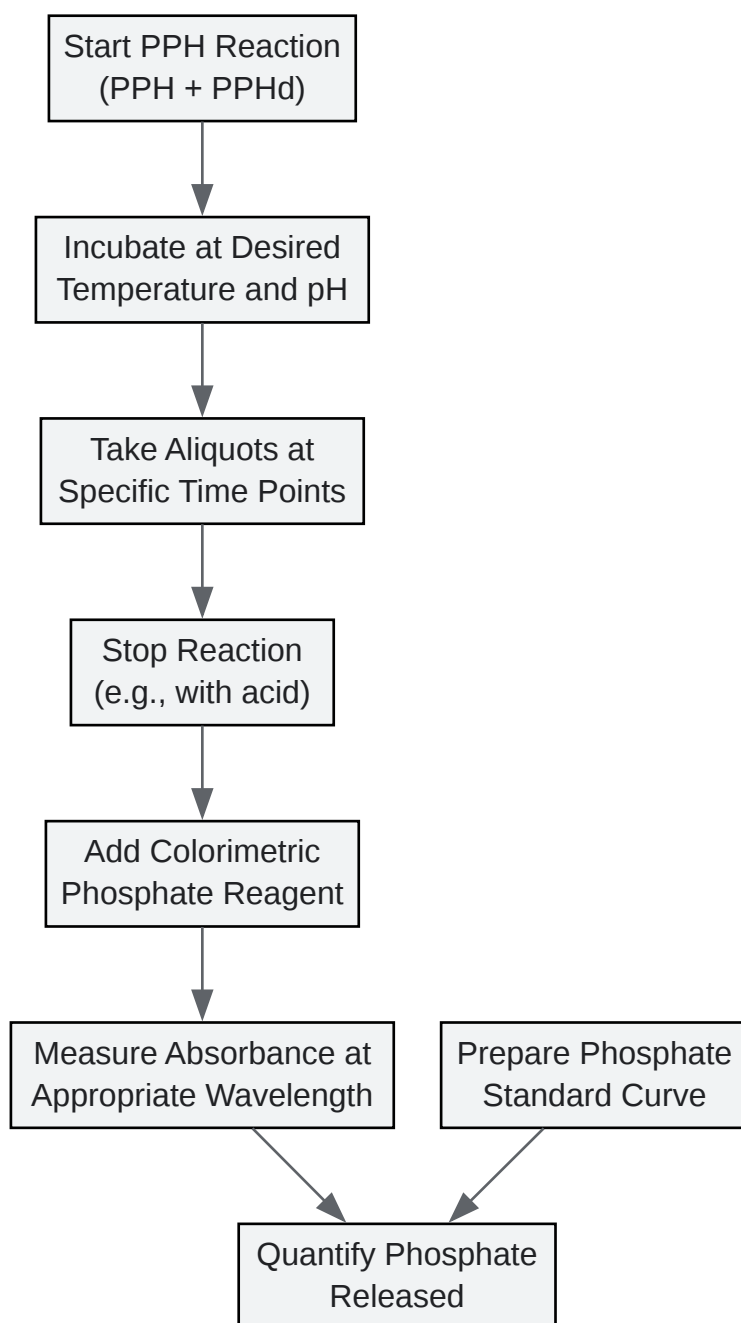 Start PPH Reaction
(PPH + PPHd)
Incubate at Desired
Temperature and pH
Take Aliquots at
Specific Time Points
Stop Reaction
(e.g., with acid)
Add Colorimetric
Phosphate Reagent
Measure Absorbance at
Appropriate Wavelength
Prepare Phosphate
Standard Curve
Quantify Phosphate
Released